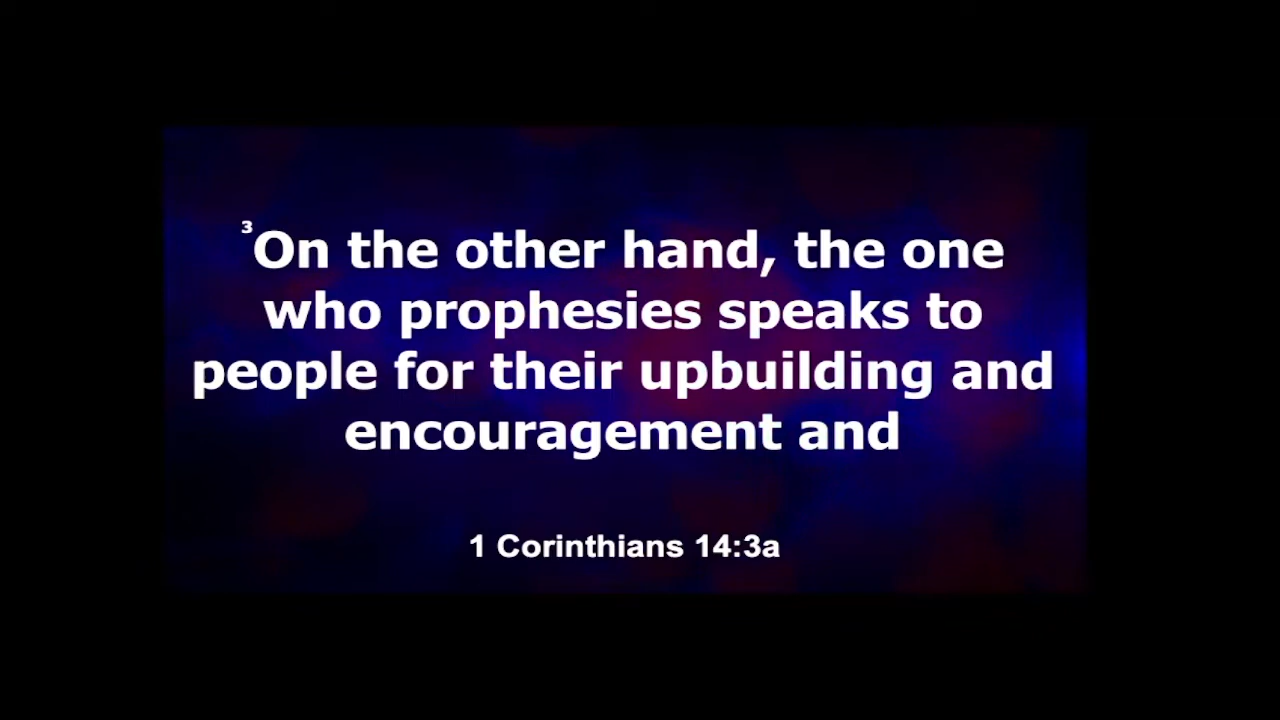 ³On the other hand, the one
who prophesies speaks to
people for their upbuilding and
encouragement and
1 Corinthians 14:3a